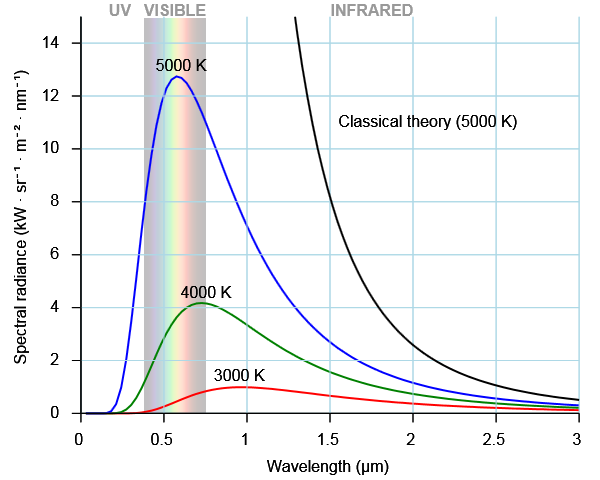 UV VISIBLE INFRARED
14
12
10
8
6
4
2
0
Spectral radiance (kW · sr⁻¹ · m⁻² · nm⁻¹)
5000 K
Classical theory (5000 K)
4000 K
3000 K
0 0.5 1 1.5 2 2.5 3
Wavelength (μm)